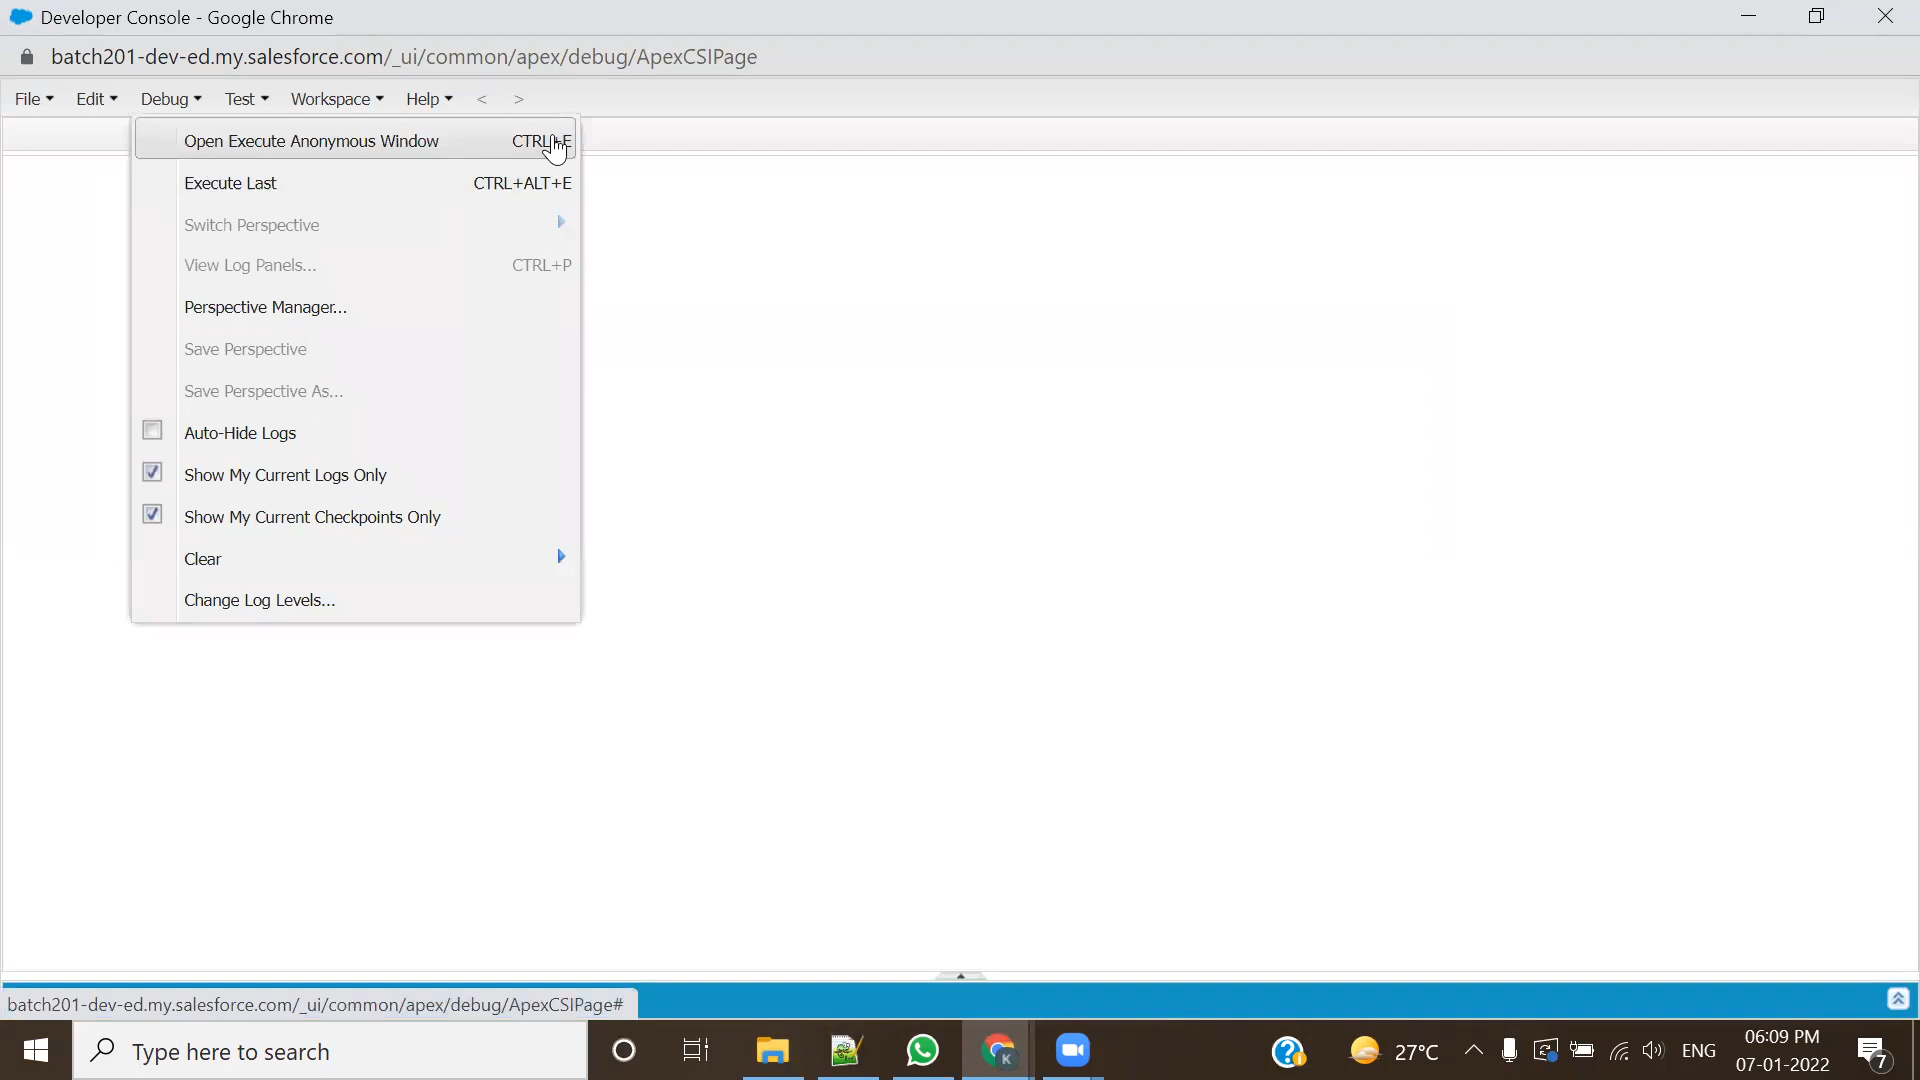 Developer Console - Google Chrome
batch201-dev-ed.my.salesforce.com/_ui/common/apex/debug/ApexCSIPage
File Edit Debug Test Workspace Help < >
Open Execute Anonymous Window CTRL+E
Execute Last CTRL+ALT+E
Switch Perspective
View Log Panels... CTRL+P
Perspective Manager...
Save Perspective
Save Perspective As...
Auto-Hide Logs
Show My Current Logs Only
Show My Current Checkpoints Only
Clear
Change Log Levels...
batch201-dev-ed.my.salesforce.com/_ui/common/apex/debug/ApexCSIPage#
Type here to search
K
27°C
ENG
06:09 PM
07-01-2022
7